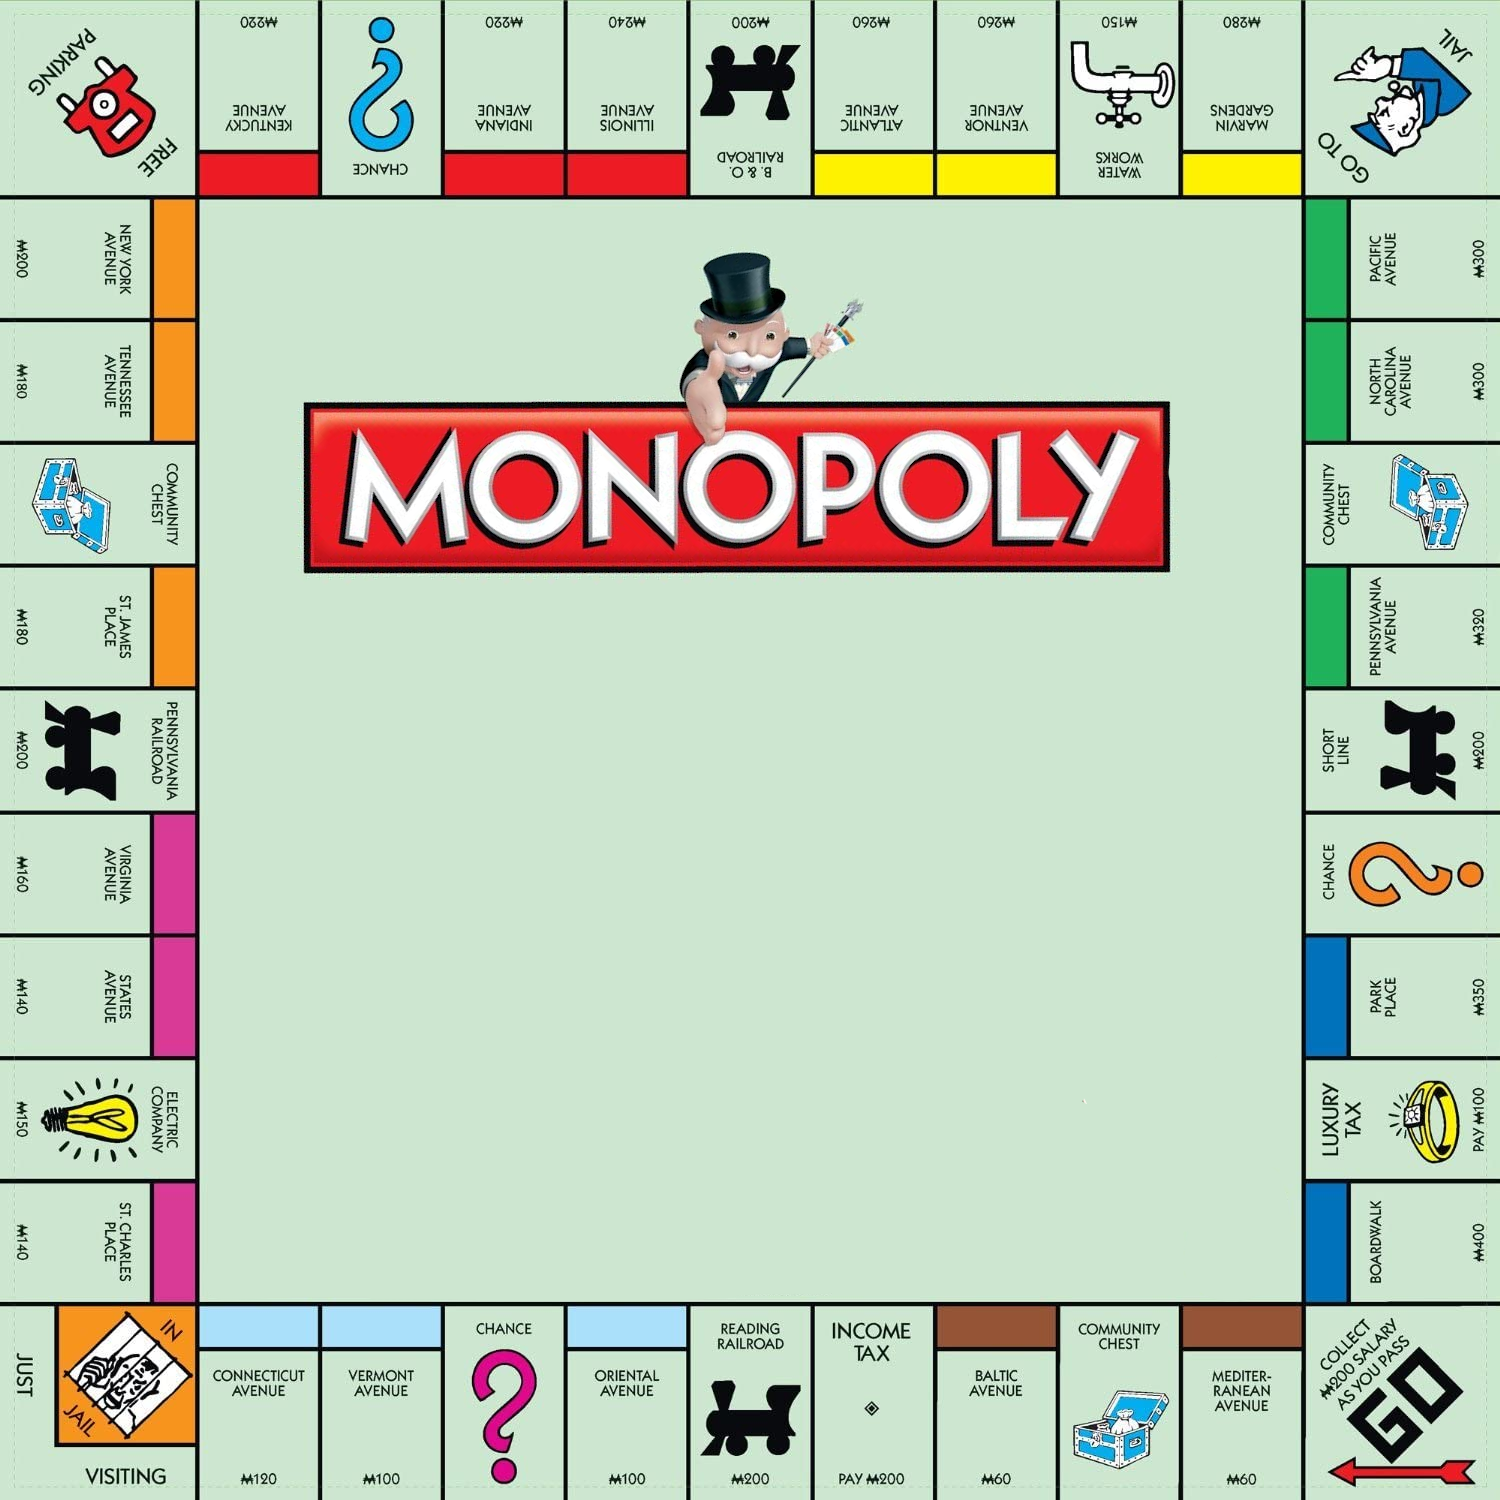 FREE
PARKING
KENTUCKY
AVENUE
₩220
CHANCE
INDIANA
AVENUE
₩220
ILLINOIS
AVENUE
₩240
B. & O.
RAILROAD
₩200
ATLANTIC
AVENUE
₩260
VENTNOR
AVENUE
₩260
WATER
WORKS
₩150
MARVIN
GARDENS
₩280
GO TO
JAIL
PACIFIC
AVENUE
₩300
NORTH
CAROLINA
AVENUE
₩300
COMMUNITY
CHEST
PENNSYLVANIA
AVENUE
₩320
SHORT
LINE
₩200
CHANCE
PARK
PLACE
₩350
LUXURY
TAX
PAY ₩100
BOARDWALK
₩400
COLLECT
₩200 SALARY
AS YOU PASS
GO
MEDITER-
RANEAN
AVENUE
₩60
COMMUNITY
CHEST
BALTIC
AVENUE
₩60
INCOME
TAX
PAY ₩200
READING
RAILROAD
₩200
ORIENTAL
AVENUE
₩100
CHANCE
VERMONT
AVENUE
₩100
CONNECTICUT
AVENUE
₩120
IN
JAIL
JUST
VISITING
ST. CHARLES
PLACE
₩140
ELECTRIC
COMPANY
₩150
STATES
AVENUE
₩140
VIRGINIA
AVENUE
₩160
PENNSYLVANIA
RAILROAD
₩200
ST. JAMES
PLACE
₩180
COMMUNITY
CHEST
TENNESSEE
AVENUE
₩180
NEW YORK
AVENUE
₩200
MONOPOLY